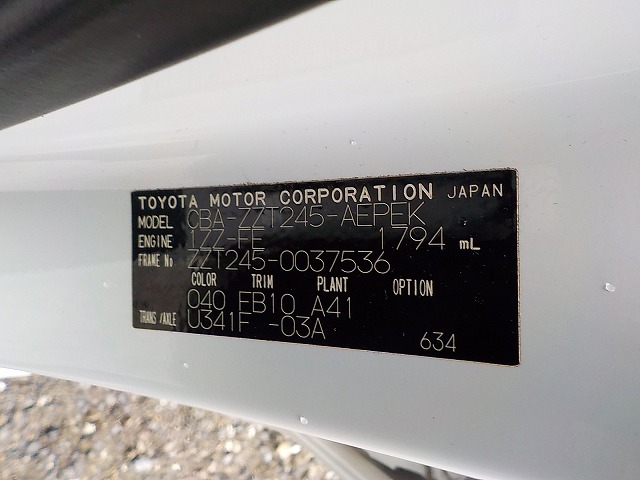 TOYOTA MOTOR CORPORATION JAPAN
MODEL CBA-ZZT245-AEPEK
ENGINE 1ZZ-FE 1794 mL
FRAME No ZZT245-0037536
COLOR TRIM PLANT OPTION
040 FB10 A41
TRANS/AXLE U341F -03A
634